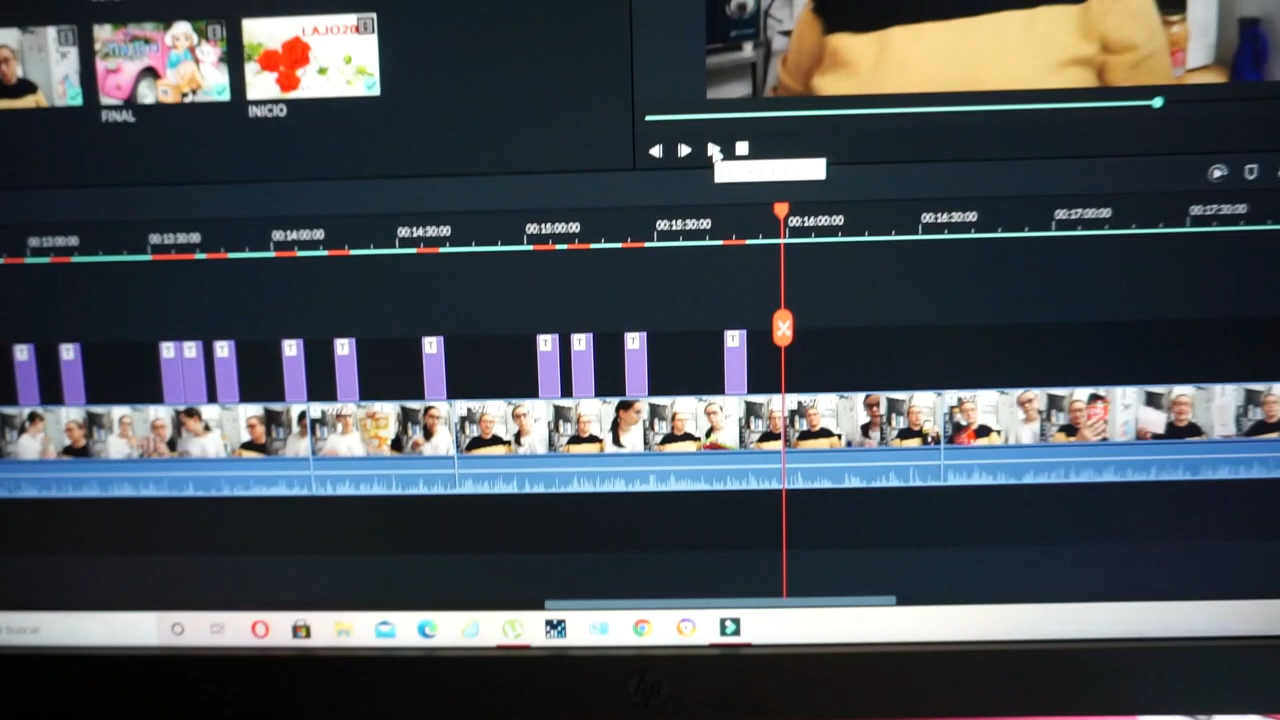 LAJO20
FINAL
INICIO
00:13:00:00
00:13:30:00
00:14:00:00
00:14:30:00
00:15:00:00
00:15:30:00
00:16:00:00
00:16:30:00
00:17:00:00
00:17:30:00
T T T T T T T T T T T T
buscar
hp